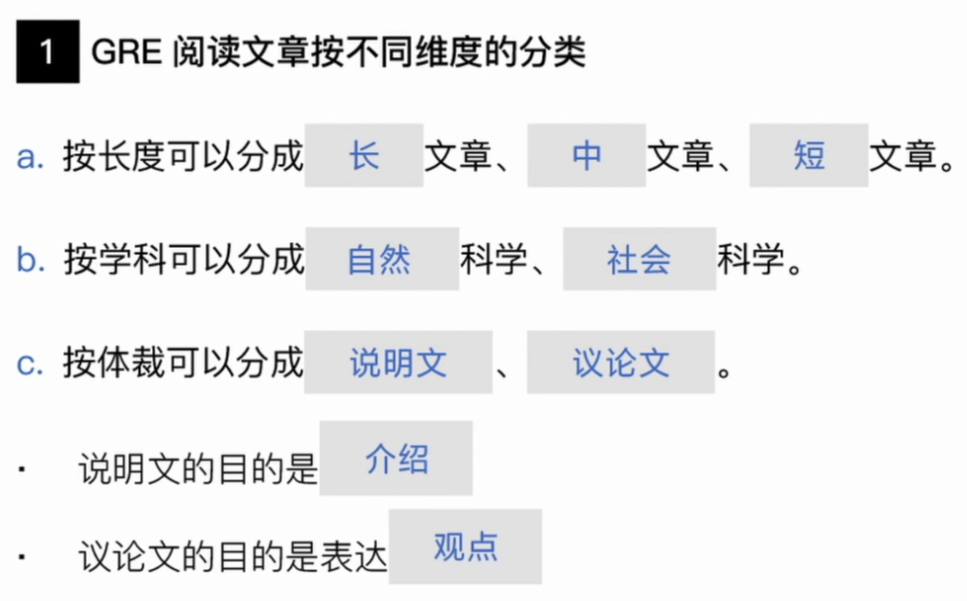 1 GRE 阅读文章按不同维度的分类
a. 按长度可以分成 长 文章、 中 文章、 短 文章。
b. 按学科可以分成 自然 科学、 社会 科学。
c. 按体裁可以分成 说明文 、 议论文 。
· 说明文的目的是 介绍
· 议论文的目的是表达 观点